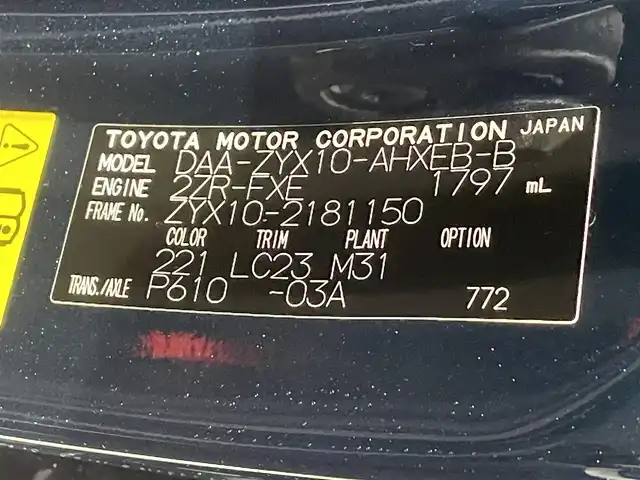 TOYOTA MOTOR CORPORATION JAPAN
MODEL DAA-ZYX10-AHXEB-B
ENGINE 2ZR-FXE 1797 mL
FRAME No. ZYX10-2181150
COLOR TRIM PLANT OPTION
221 LC23 M31
TRANS./AXLE P610 -03A 772